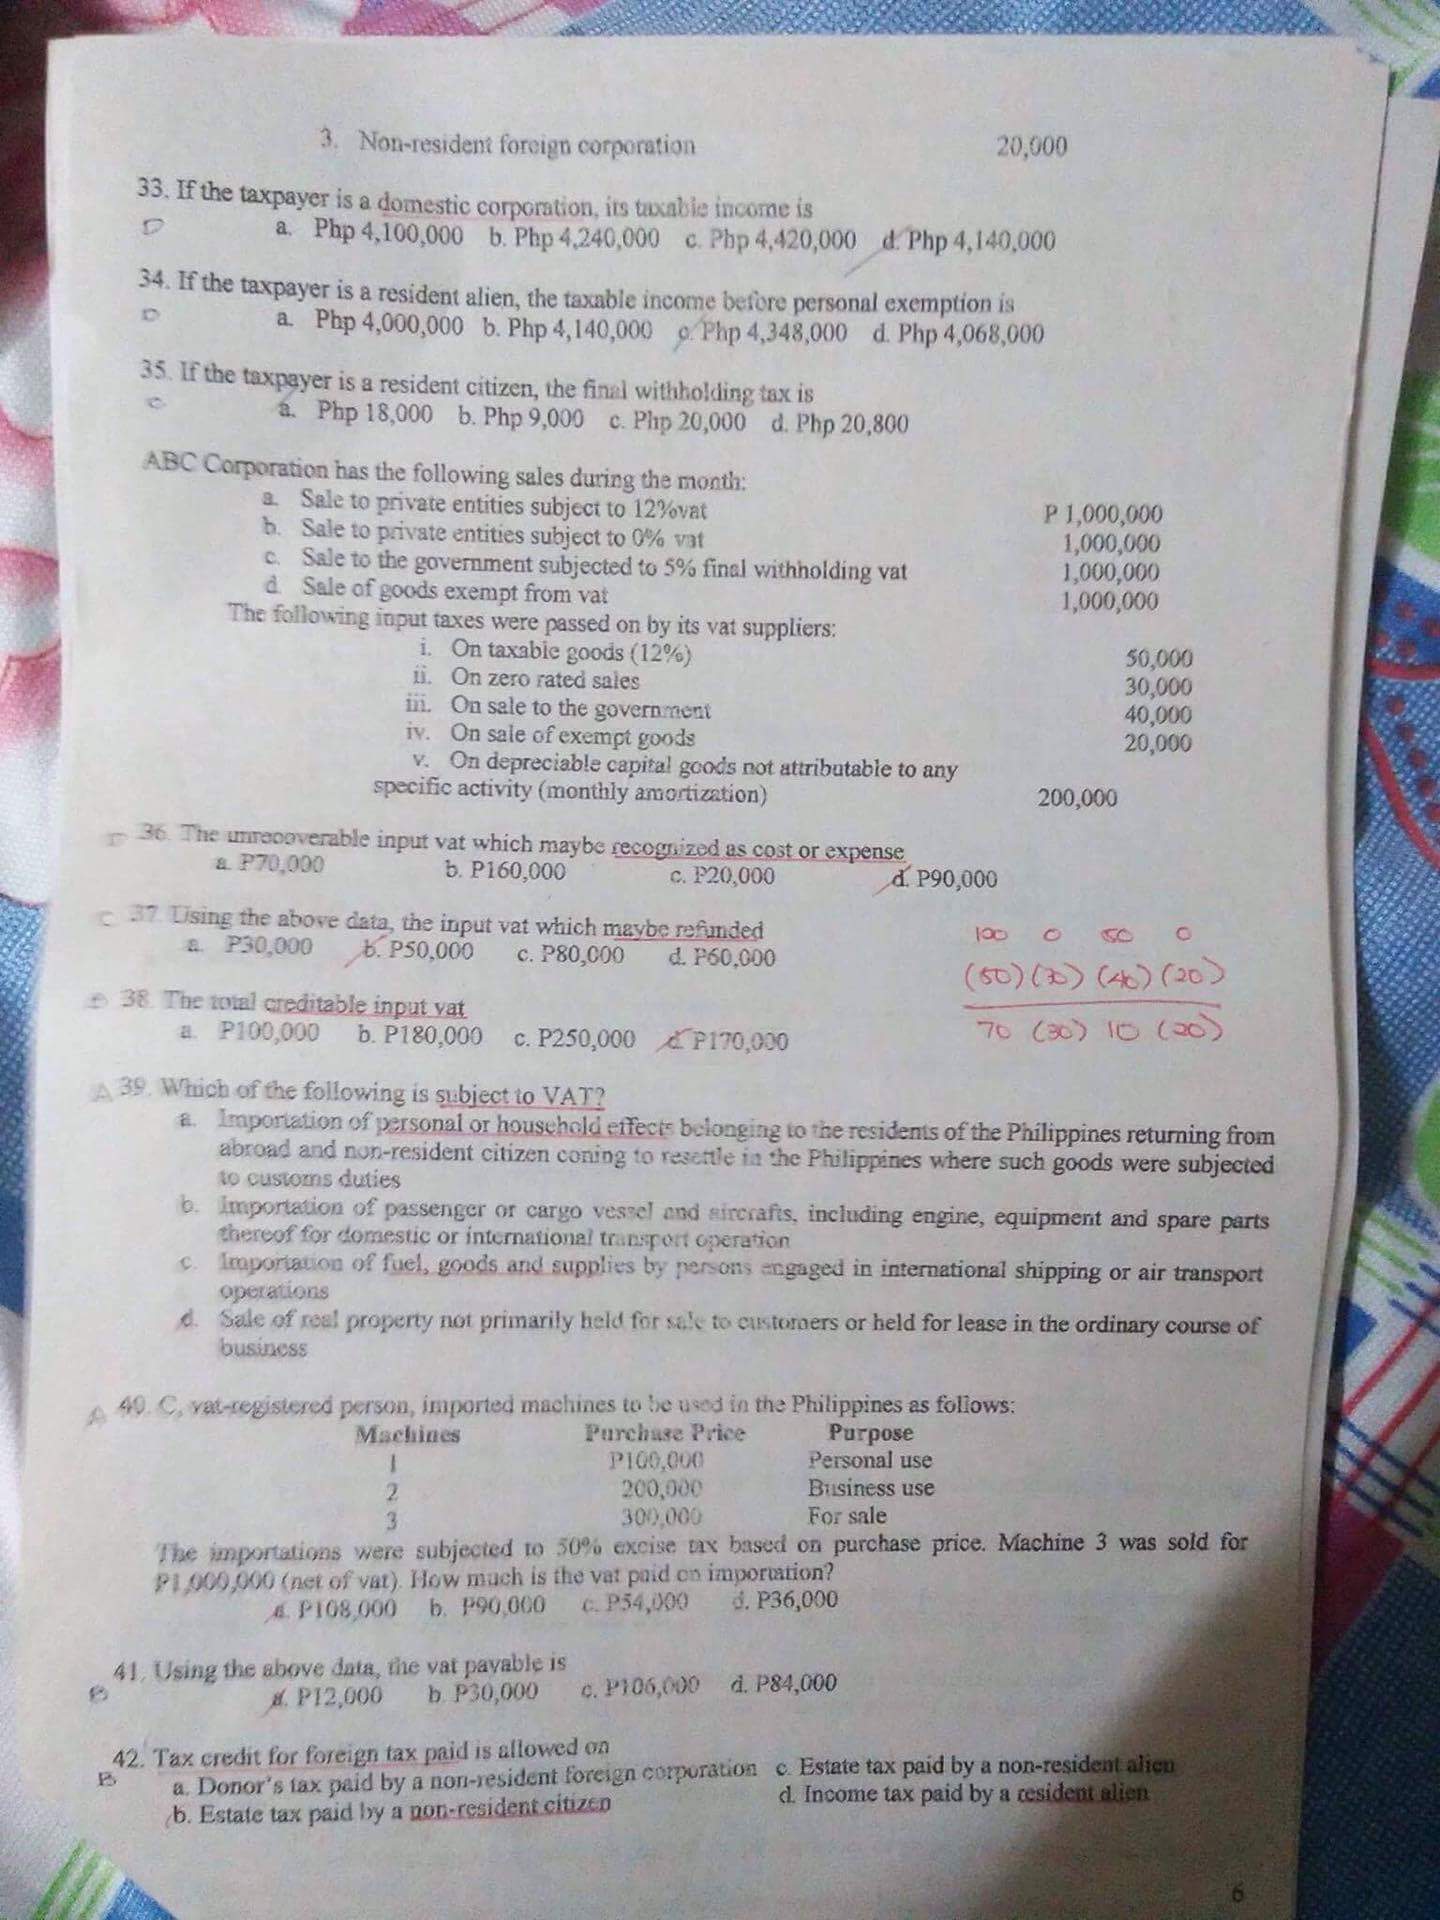 3. Non-resident foreign corporation 20,000
33. If the taxpayer is a domestic corporation, its taxable income is
D a. Php 4,100,000 b. Php 4,240,000 c. Php 4,420,000 d. Php 4,140,000
34. If the taxpayer is a resident alien, the taxable income before personal exemption is
D a. Php 4,000,000 b. Php 4,140,000 c. Php 4,348,000 d. Php 4,068,000
35. If the taxpayer is a resident citizen, the final withholding tax is
C a. Php 18,000 b. Php 9,000 c. Php 20,000 d. Php 20,800
ABC Corporation has the following sales during the month:
a. Sale to private entities subject to 12%vat P 1,000,000
b. Sale to private entities subject to 0% vat 1,000,000
c. Sale to the government subjected to 5% final withholding vat 1,000,000
d. Sale of goods exempt from vat 1,000,000
The following input taxes were passed on by its vat suppliers:
i. On taxable goods (12%) 50,000
ii. On zero rated sales 30,000
iii. On sale to the government 40,000
iv. On sale of exempt goods 20,000
v. On depreciable capital goods not attributable to any
specific activity (monthly amortization) 200,000
36. The unrecoverable input vat which maybe recognized as cost or expense
a. P70,000 b. P160,000 c. P20,000 d. P90,000
C 37. Using the above data, the input vat which maybe refunded
a. P30,000 b. P50,000 c. P80,000 d. P60,000
120 0 50 0
(50) (30) (40) (20)
70 (30) 10 (20)
38. The total creditable input vat
a. P100,000 b. P180,000 c. P250,000 d. P170,000
A 39. Which of the following is subject to VAT?
a. Importation of personal or household effects belonging to the residents of the Philippines returning from
abroad and non-resident citizen coning to resettle in the Philippines where such goods were subjected
to customs duties
b. Importation of passenger or cargo vessel and aircrafts, including engine, equipment and spare parts
thereof for domestic or international transport operation
c. Importation of fuel, goods and supplies by persons engaged in international shipping or air transport
operations
d. Sale of real property not primarily held for sale to customers or held for lease in the ordinary course of
business
A 40. C, vat-registered person, imported machines to be used in the Philippines as follows:
Machines Purchase Price Purpose
1 P100,000 Personal use
2 200,000 Business use
3 300,000 For sale
The importations were subjected to 50% excise tax based on purchase price. Machine 3 was sold for
P1,000,000 (net of vat). How much is the vat paid on importation?
a. P108,000 b. P90,000 c. P54,000 d. P36,000
41. Using the above data, the vat payable is
B a. P12,000 b. P30,000 c. P106,000 d. P84,000
42. Tax credit for foreign tax paid is allowed on
B a. Donor's tax paid by a non-resident foreign corporation c. Estate tax paid by a non-resident alien
b. Estate tax paid by a non-resident citizen d. Income tax paid by a resident alien
6